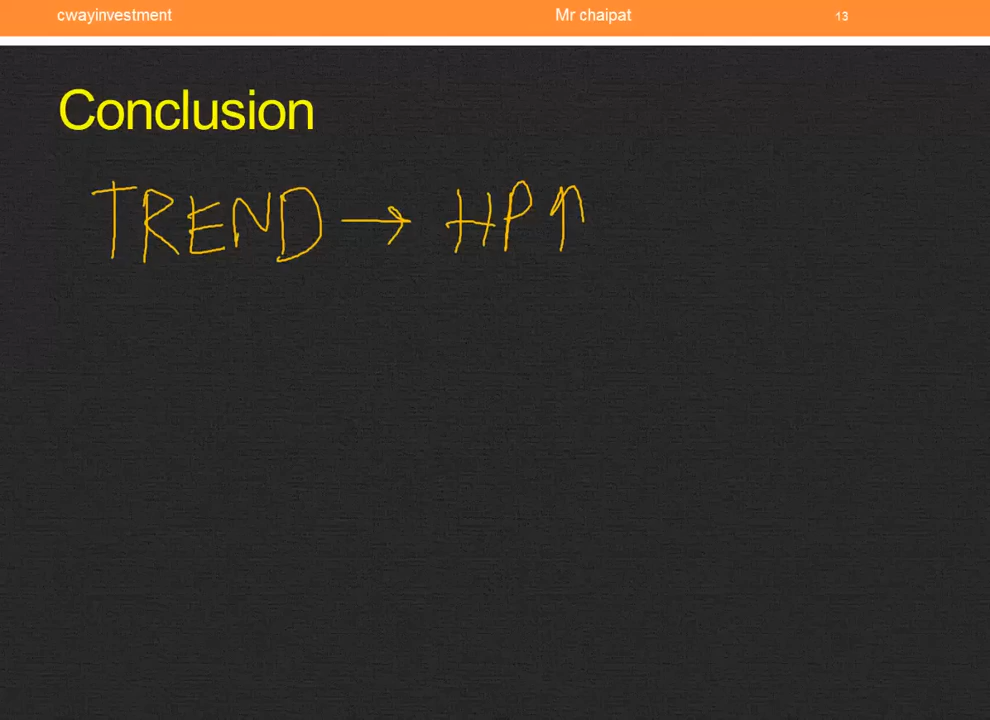 cwayinvestment Mr chaipat 13
Conclusion
TREND → HP↑